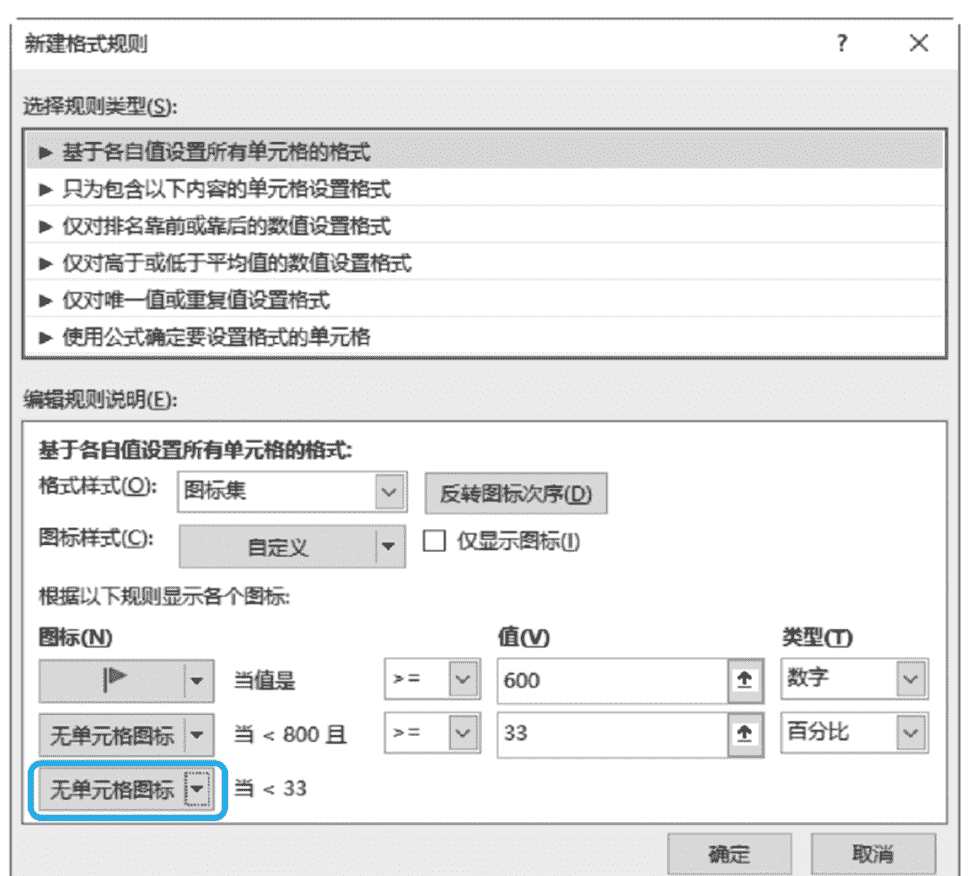 新建格式规则 ? ×
选择规则类型(S):
► 基于各自值设置所有单元格的格式
► 只为包含以下内容的单元格设置格式
► 仅对排名靠前或靠后的数值设置格式
► 仅对高于或低于平均值的数值设置格式
► 仅对唯一值或重复值设置格式
► 使用公式确定要设置格式的单元格
编辑规则说明(E):
基于各自值设置所有单元格的格式:
格式样式(O): 图标集 反转图标次序(D)
图标样式(C): 自定义 仅显示图标(I)
根据以下规则显示各个图标:
图标(N) 值(V) 类型(T)
当值是 >= 600 数字
无单元格图标 当 < 800 且 >= 33 百分比
无单元格图标 当 < 33
确定 取消